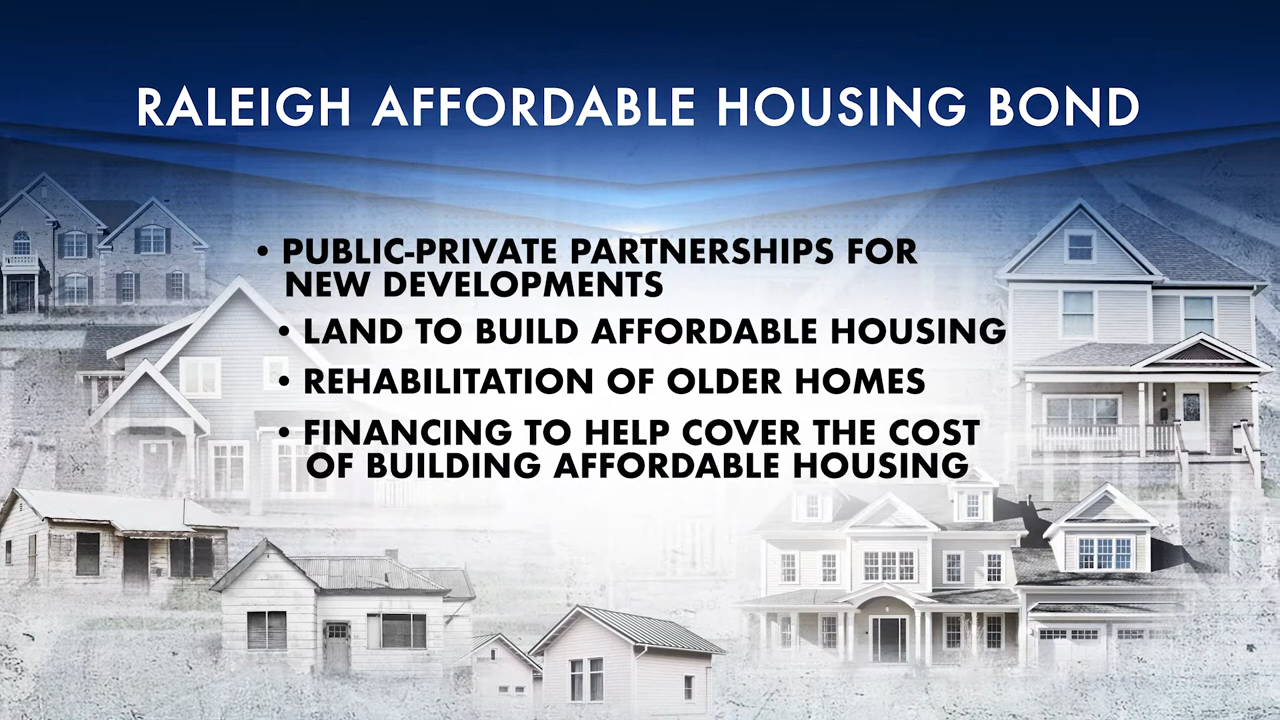 RALEIGH AFFORDABLE HOUSING BOND
• PUBLIC-PRIVATE PARTNERSHIPS FOR
NEW DEVELOPMENTS
• LAND TO BUILD AFFORDABLE HOUSING
• REHABILITATION OF OLDER HOMES
• FINANCING TO HELP COVER THE COST
OF BUILDING AFFORDABLE HOUSING